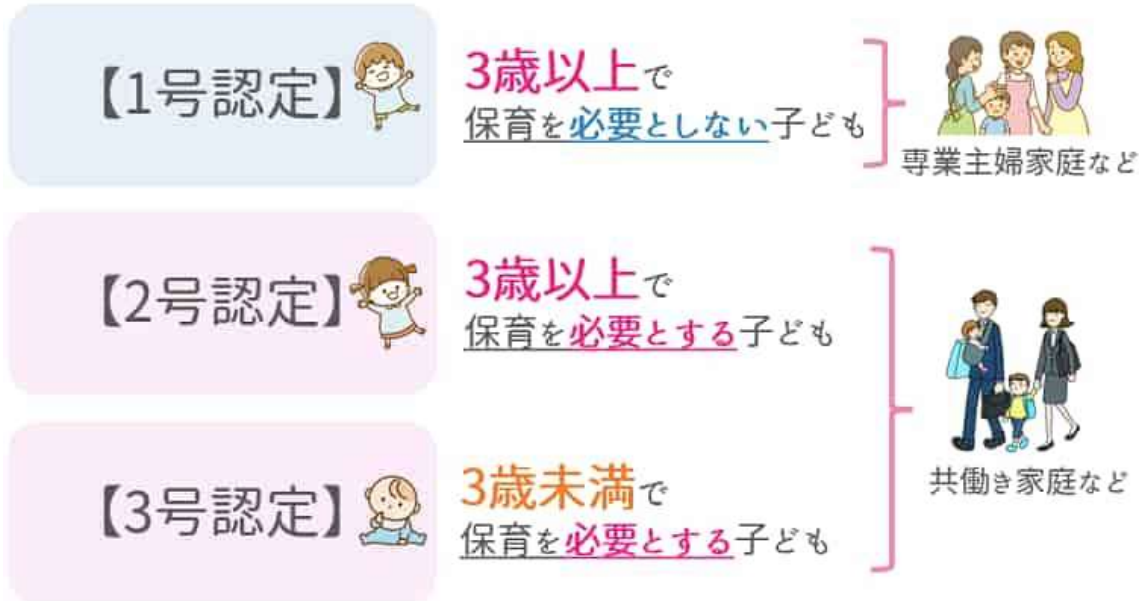 【1号認定】
3歳以上で
保育を必要としない子ども
専業主婦家庭など
【2号認定】
3歳以上で
保育を必要とする子ども
【3号認定】
3歳未満で
保育を必要とする子ども
共働き家庭など